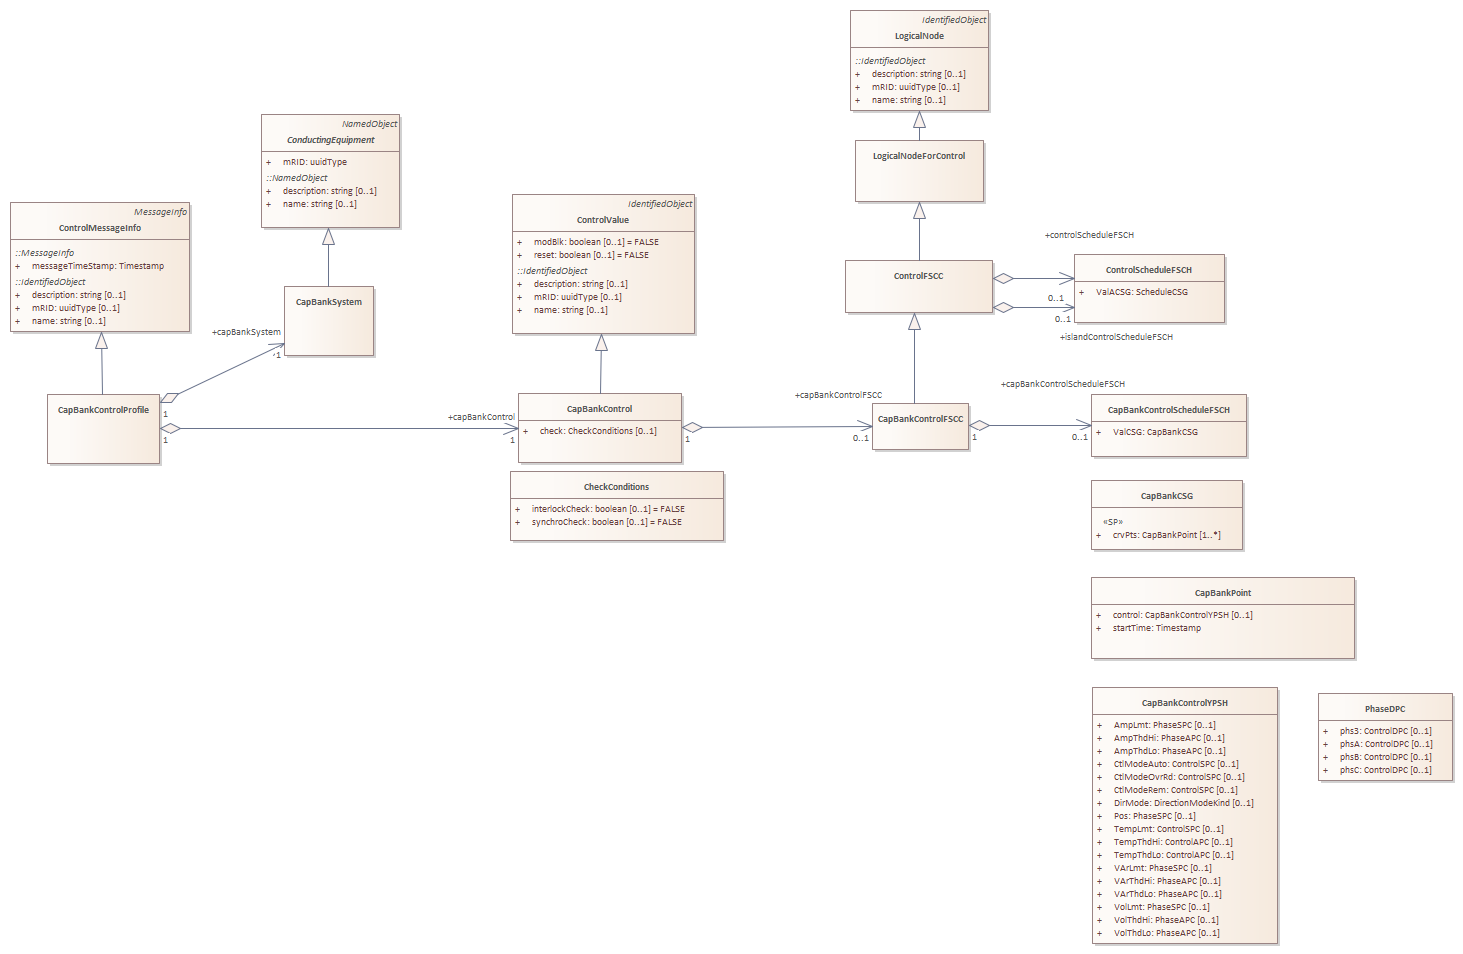 IdentifiedObject
LogicalNode
::IdentifiedObject
+ description: string [0..1]
+ mRID: uuidType [0..1]
+ name: string [0..1]
NamedObject
ConductingEquipment
+ mRID: uuidType
::NamedObject
+ description: string [0..1]
+ name: string [0..1]
LogicalNodeForControl
MessageInfo
ControlMessageInfo
::MessageInfo
+ messageTimeStamp: Timestamp
::IdentifiedObject
+ description: string [0..1]
+ mRID: uuidType [0..1]
+ name: string [0..1]
IdentifiedObject
ControlValue
+ modBlk: boolean [0..1] = FALSE
+ reset: boolean [0..1] = FALSE
::IdentifiedObject
+ description: string [0..1]
+ mRID: uuidType [0..1]
+ name: string [0..1]
+controlScheduleFSCH
ControlFSCC
0..1
0..1
+islandControlScheduleFSCH
ControlScheduleFSCH
+ ValACSG: ScheduleCSG
CapBankSystem
+capBankSystem
1
CapBankControlProfile
1
1
+capBankControl
1
CapBankControl
+ check: CheckConditions [0..1]
1
+capBankControlFSCC
0..1
CapBankControlFSCC
1
+capBankControlScheduleFSCH
0..1
CapBankControlScheduleFSCH
+ ValCSG: CapBankCSG
CheckConditions
+ interlockCheck: boolean [0..1] = FALSE
+ synchroCheck: boolean [0..1] = FALSE
CapBankCSG
«SP»
+ crvPts: CapBankPoint [1..*]
CapBankPoint
+ control: CapBankControlYPSH [0..1]
+ startTime: Timestamp
CapBankControlYPSH
+ AmpLmt: PhaseSPC [0..1]
+ AmpThdHi: PhaseAPC [0..1]
+ AmpThdLo: PhaseAPC [0..1]
+ CtlModeAuto: ControlSPC [0..1]
+ CtlModeOvrRd: ControlSPC [0..1]
+ CtlModeRem: ControlSPC [0..1]
+ DirMode: DirectionModeKind [0..1]
+ Pos: PhaseSPC [0..1]
+ TempLmt: ControlSPC [0..1]
+ TempThdHi: ControlAPC [0..1]
+ TempThdLo: ControlAPC [0..1]
+ VArLmt: PhaseSPC [0..1]
+ VArThdHi: PhaseAPC [0..1]
+ VArThdLo: PhaseAPC [0..1]
+ VolLmt: PhaseSPC [0..1]
+ VolThdHi: PhaseAPC [0..1]
+ VolThdLo: PhaseAPC [0..1]
PhaseDPC
+ phs3: ControlDPC [0..1]
+ phsA: ControlDPC [0..1]
+ phsB: ControlDPC [0..1]
+ phsC: ControlDPC [0..1]